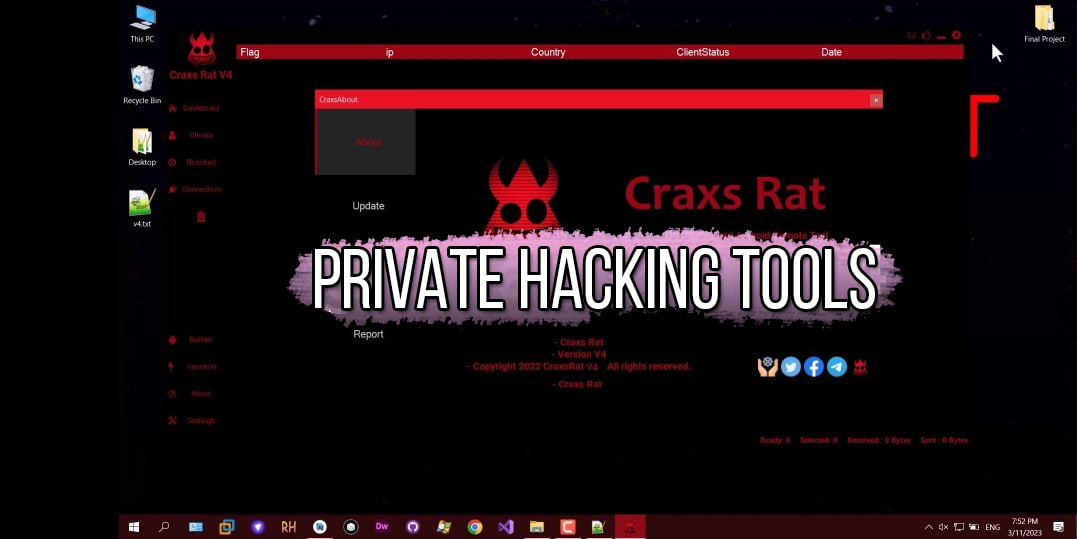 This PC
Final Project
Craxs Rat V4
Flag ip Country ClientStatus Date
Recycle Bin
CraxsAbout
Dashboard
About
Clients
Desktop
BLocked
Connection
Craxs Rat
Update
v4.txt
PRIVATE HACKING TOOLS
Report
Builder
- Craxs Rat
- Version V4
- Copyright 2022 CraxsRat V4 All rights reserved.
Injection
- Craxs Rat
About
Settings
Ready: 0 Selected :0 Received : 0 Bytes Sent : 0 Bytes
RH
Dw
ENG
7:52 PM
3/11/2023